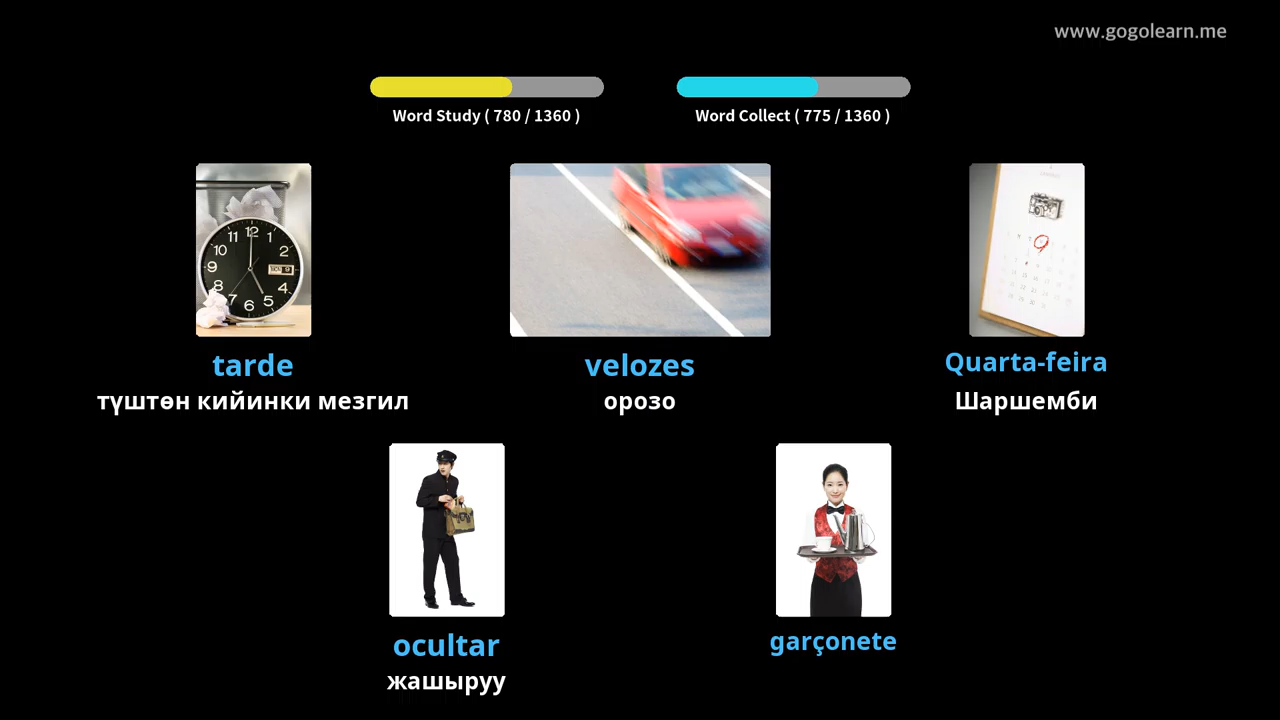 www.gogolearn.me
Word Study ( 780 / 1360 )
Word Collect ( 775 / 1360 )
tarde
түштөн кийинки мезгил
velozes
орозо
Quarta-feira
Шаршемби
ocultar
жашыруу
garçonete